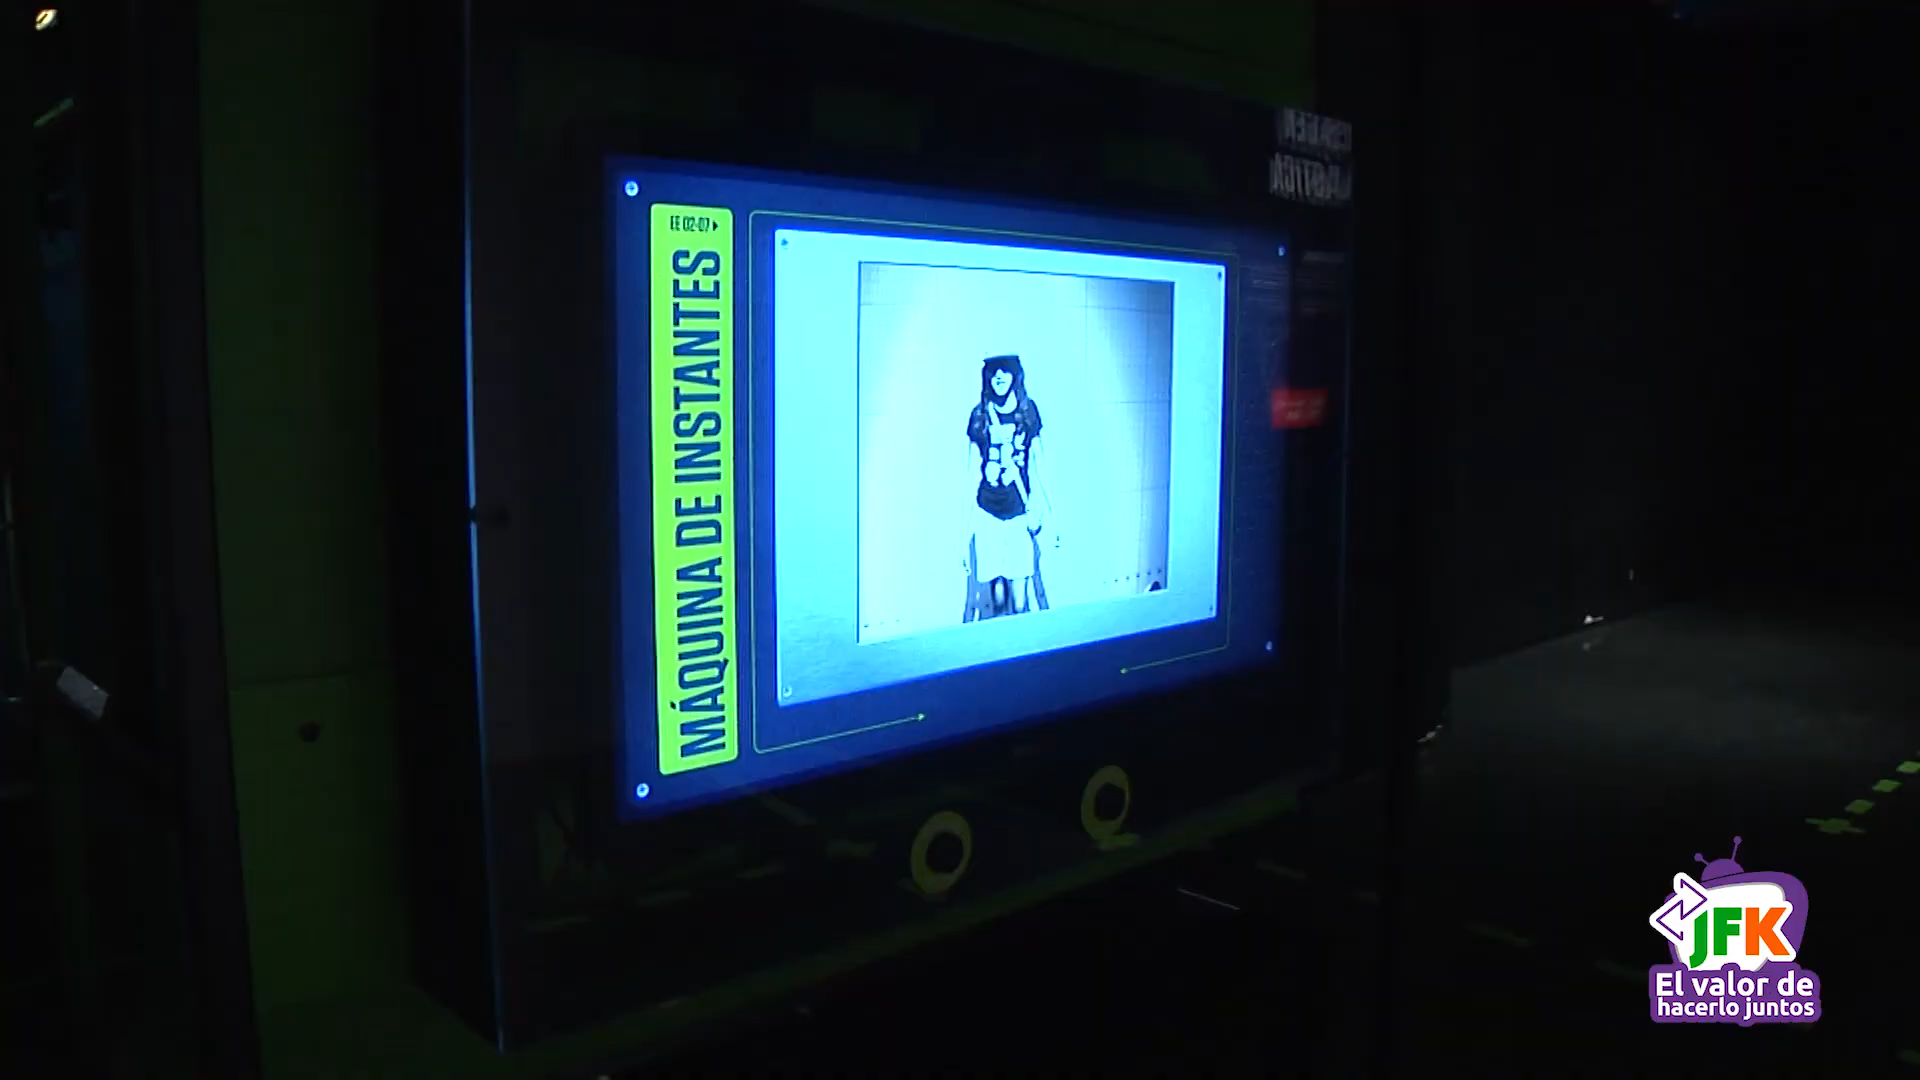 EE 02-07
MÁQUINA DE INSTANTES
JFK
El valor de
hacerlo juntos